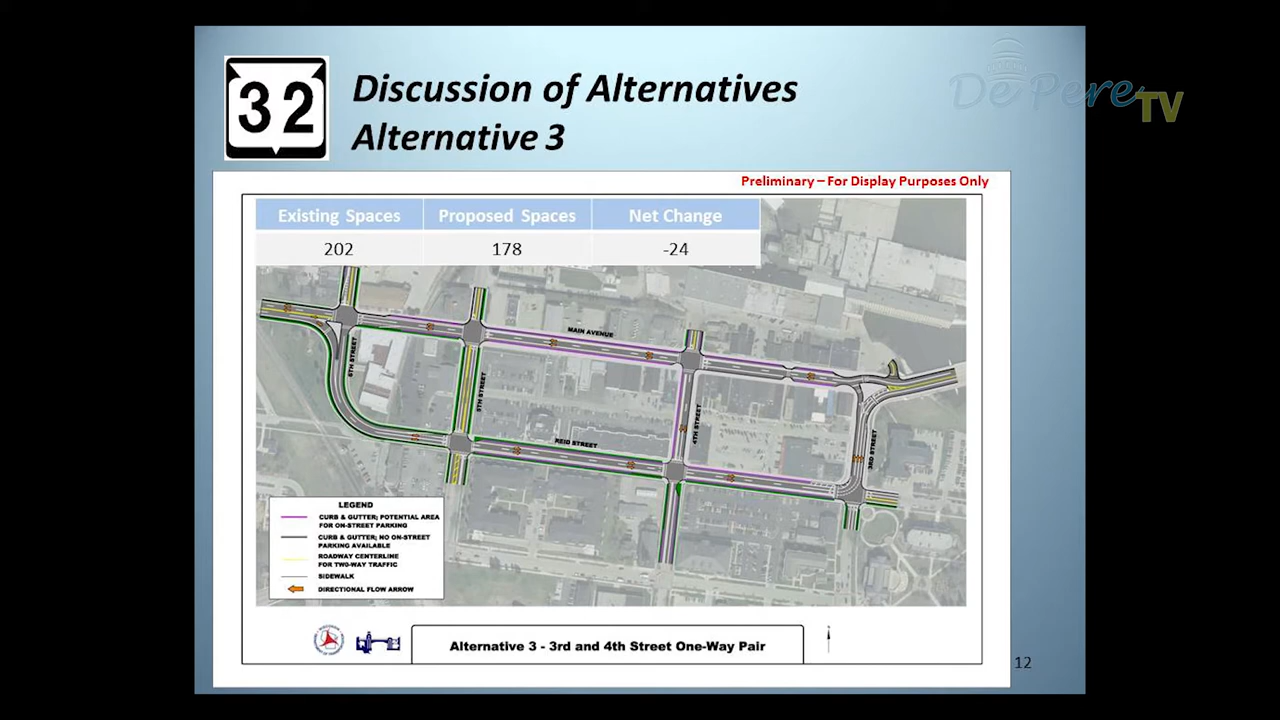 32
Discussion of Alternatives
Alternative 3
De Pere TV
Preliminary – For Display Purposes Only
Existing Spaces Proposed Spaces Net Change
202 178 -24
MAIN AVENUE
6TH STREET
5TH STREET
4TH STREET
3RD STREET
REID STREET
LEGEND
CURB & GUTTER; POTENTIAL AREA
FOR ON-STREET PARKING
CURB & GUTTER; NO ON-STREET
PARKING AVAILABLE
ROADWAY CENTERLINE
FOR TWO-WAY TRAFFIC
SIDEWALK
DIRECTIONAL FLOW ARROW
Alternative 3 - 3rd and 4th Street One-Way Pair
12